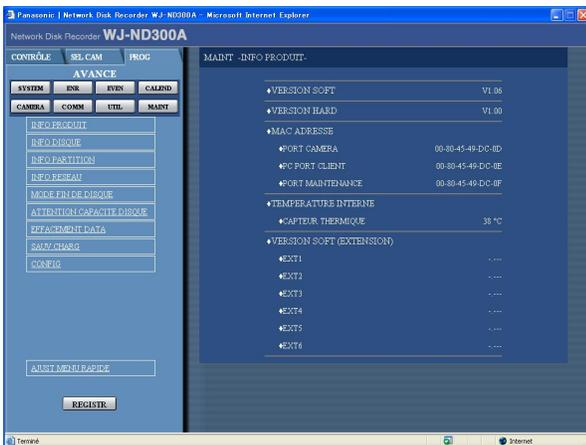 Panasonic | Network Disk Recorder WJ-ND300A - Microsoft Internet Explorer
Network Disk Recorder WJ-ND300A
CONTRÔLE SEL CAM PROG
AVANCE
SYSTEM ENR EVEN CALEND
CAMERA COMM UTIL MAINT
INFO PRODUIT
INFO DISQUE
INFO PARTITION
INFO RESEAU
MODE FIN DE DISQUE
ATTENTION CAPACITE DISQUE
EFFACEMENT DATA
SAUV CHARG
CONFIG
AJUST MENU RAPIDE
REGISTR
MAINT -INFO PRODUIT-
♦VERSION SOFT V1.06
♦VERSION HARD V1.00
♦MAC ADRESSE
♦PORT CAMERA 00-80-45-49-DC-0D
♦PC PORT CLIENT 00-80-45-49-DC-0E
♦PORT MAINTENANCE 00-80-45-49-DC-0F
♦TEMPERATURE INTERNE
♦CAPTEUR THERMIQUE 38 °C
♦VERSION SOFT (EXTENSION)
♦EXT1 -.---
♦EXT2 -.---
♦EXT3 -.---
♦EXT4 -.---
♦EXT5 -.---
♦EXT6 -.---
Terminé Internet